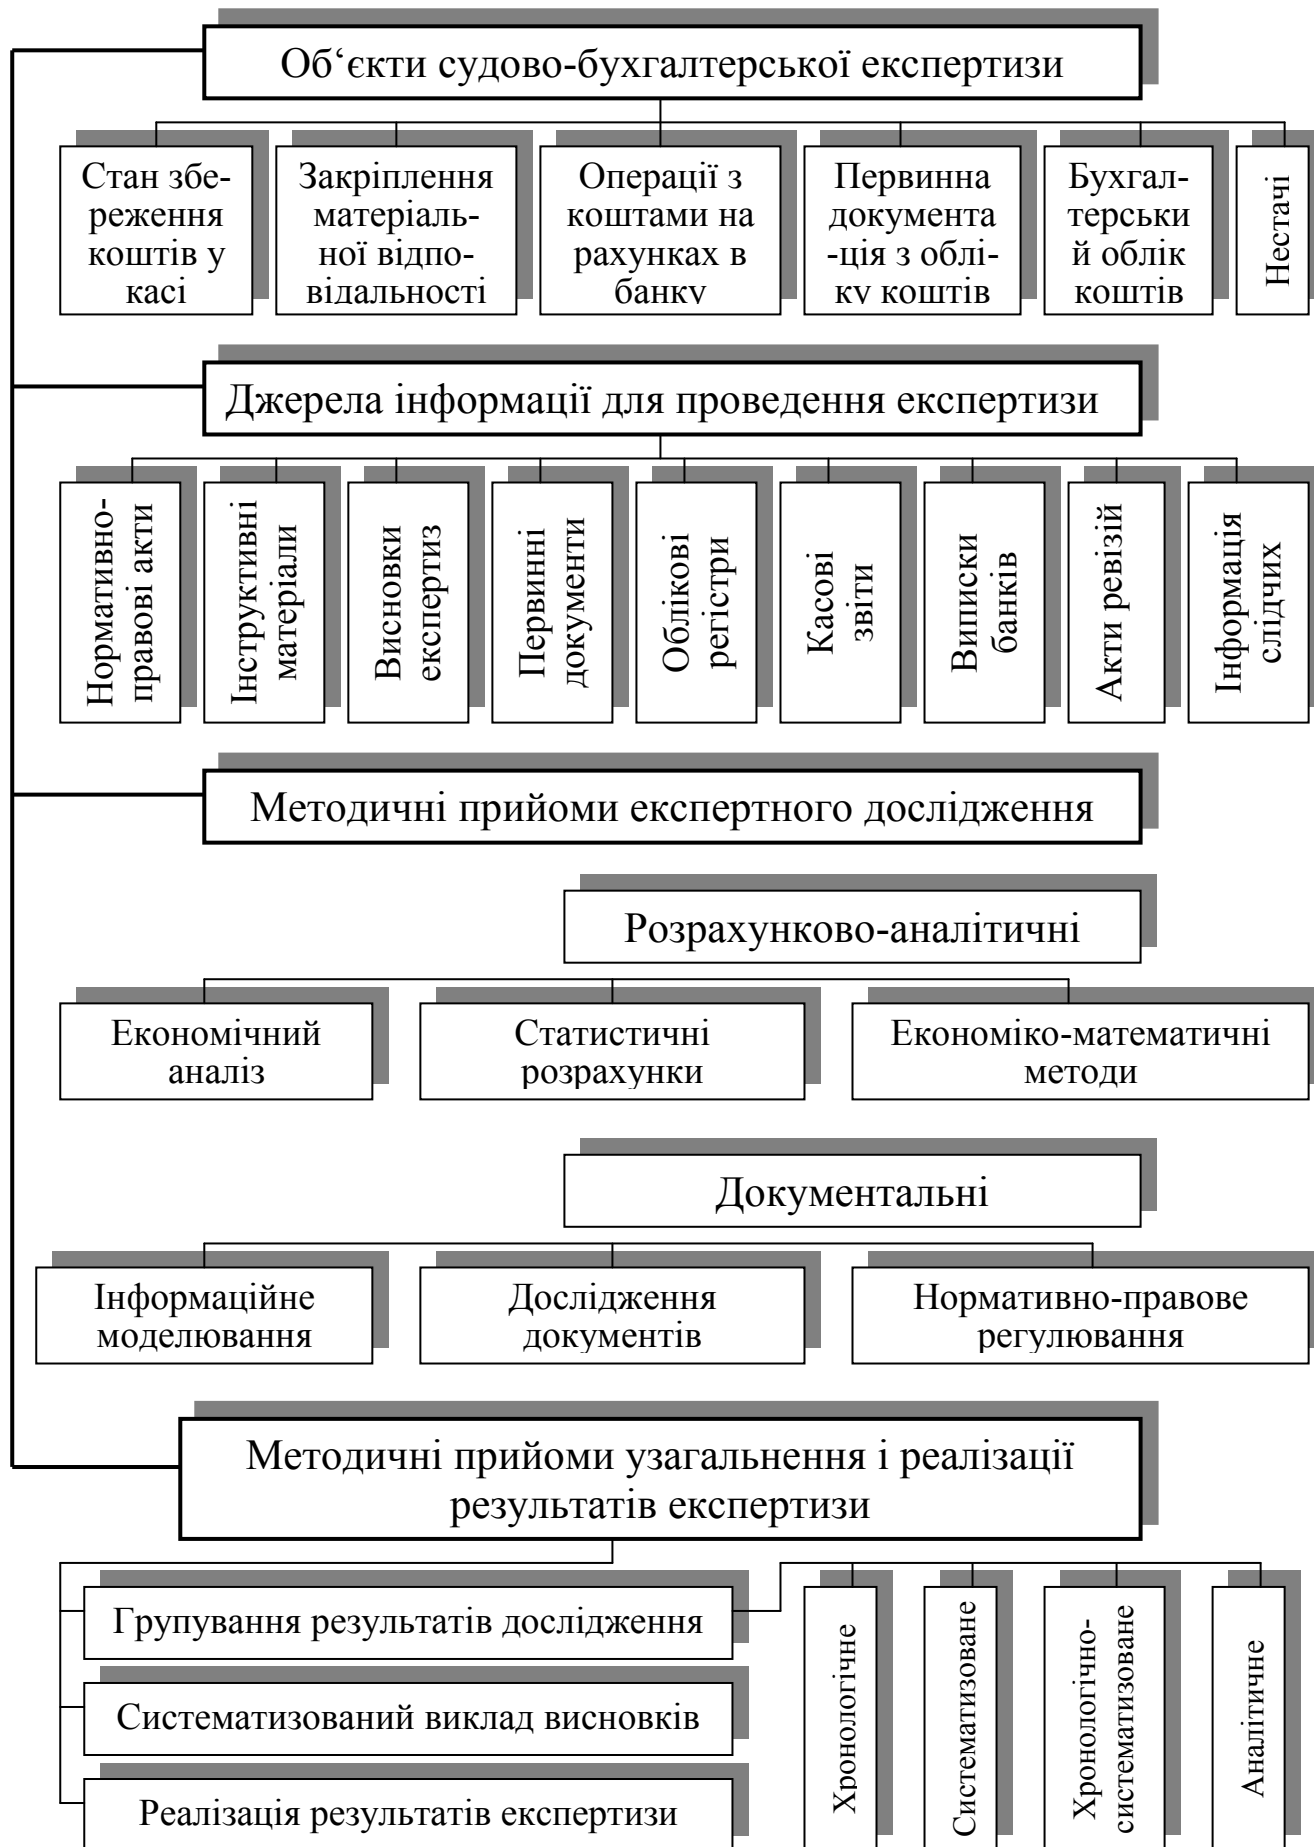 Об‘єкти судово-бухгалтерської експертизи
Стан збе-
реження
коштів у
касі
Закріплення
матеріаль-
ної відпо-
відальності
Операції з
коштами на
рахунках в
банку
Первинна
документа
-ція з облі-
ку коштів
Бухгал-
терськи
й облік
коштів
Нестачі
Джерела інформації для проведення експертизи
Нормативно-
правові акти
Інструктивні
матеріали
Висновки
експертиз
Первинні
документи
Облікові
регістри
Касові
звіти
Виписки
банків
Акти ревізій
Інформація
слідчих
Методичні прийоми експертного дослідження
Розрахунково-аналітичні
Економічний
аналіз
Статистичні
розрахунки
Економіко-математичні
методи
Документальні
Інформаційне
моделювання
Дослідження
документів
Нормативно-правове
регулювання
Методичні прийоми узагальнення і реалізації
результатів експертизи
Групування результатів дослідження
Систематизований виклад висновків
Реалізація результатів експертизи
Хронологічне
Систематизоване
Хронологічно-
систематизоване
Аналітичне